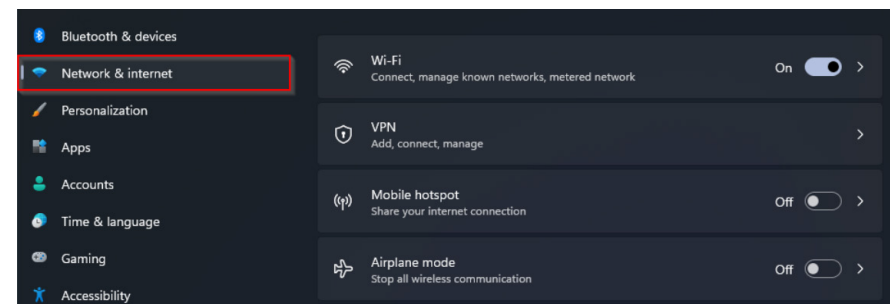 Bluetooth & devices
Network & internet
Personalization
Apps
Accounts
Time & language
Gaming
Accessibility
Wi-Fi
Connect, manage known networks, metered network
On
VPN
Add, connect, manage
Mobile hotspot
Share your internet connection
Off
Airplane mode
Stop all wireless communication
Off